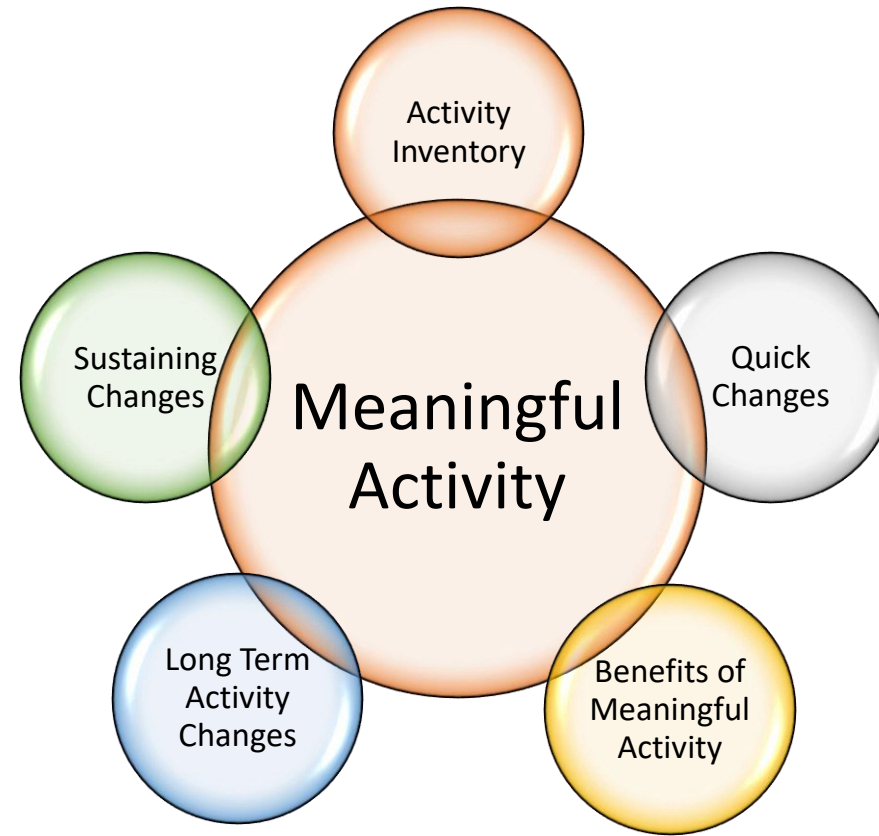 Activity
Inventory
Quick
Changes
Benefits of
Meaningful
Activity
Long Term
Activity
Changes
Sustaining
Changes
Meaningful
Activity